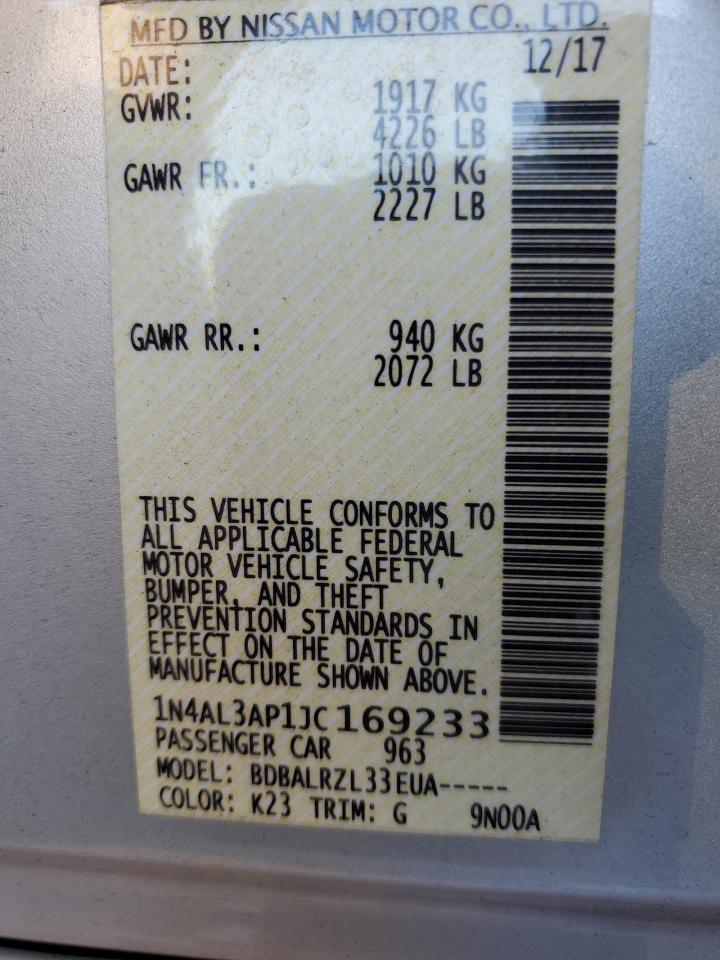 MFD BY NISSAN MOTOR CO., LTD.
DATE: 12/17
GVWR: 1917 KG
4226 LB
GAWR FR.: 1010 KG
2227 LB
GAWR RR.: 940 KG
2072 LB
THIS VEHICLE CONFORMS TO
ALL APPLICABLE FEDERAL
MOTOR VEHICLE SAFETY,
BUMPER, AND THEFT
PREVENTION STANDARDS IN
EFFECT ON THE DATE OF
MANUFACTURE SHOWN ABOVE.
1N4AL3AP1JC169233
PASSENGER CAR 963
MODEL: BDBALRZL33EUA-----
COLOR: K23 TRIM: G 9N00A